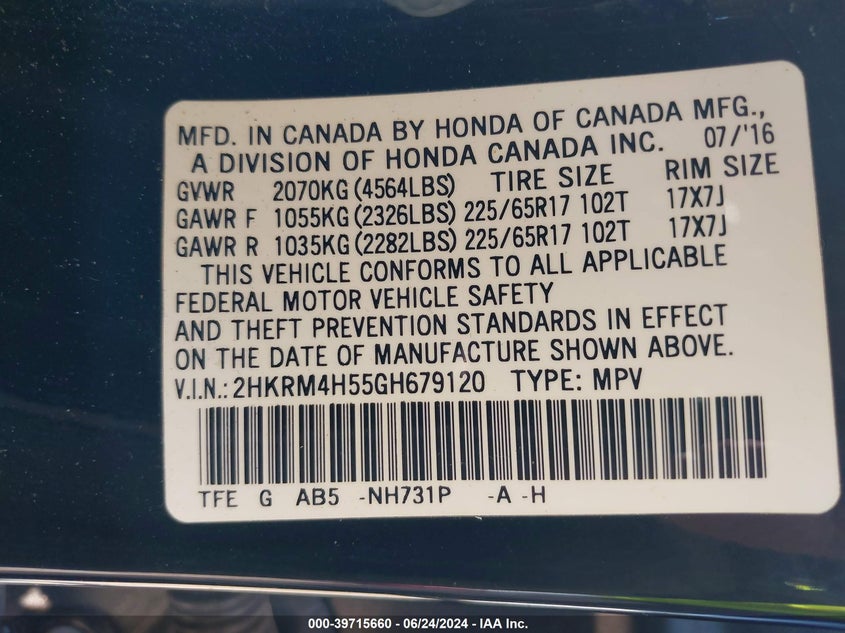 MFD. IN CANADA BY HONDA OF CANADA MFG.,
A DIVISION OF HONDA CANADA INC. 07/'16
GVWR 2070KG (4564LBS) TIRE SIZE RIM SIZE
GAWR F 1055KG (2326LBS) 225/65R17 102T 17X7J
GAWR R 1035KG (2282LBS) 225/65R17 102T 17X7J
THIS VEHICLE CONFORMS TO ALL APPLICABLE
FEDERAL MOTOR VEHICLE SAFETY
AND THEFT PREVENTION STANDARDS IN EFFECT
ON THE DATE OF MANUFACTURE SHOWN ABOVE.
V.I.N.: 2HKRM4H55GH679120 TYPE: MPV
TFE G AB5 -NH731P -A -H
000-39715660 - 06/24/2024 - IAA Inc.